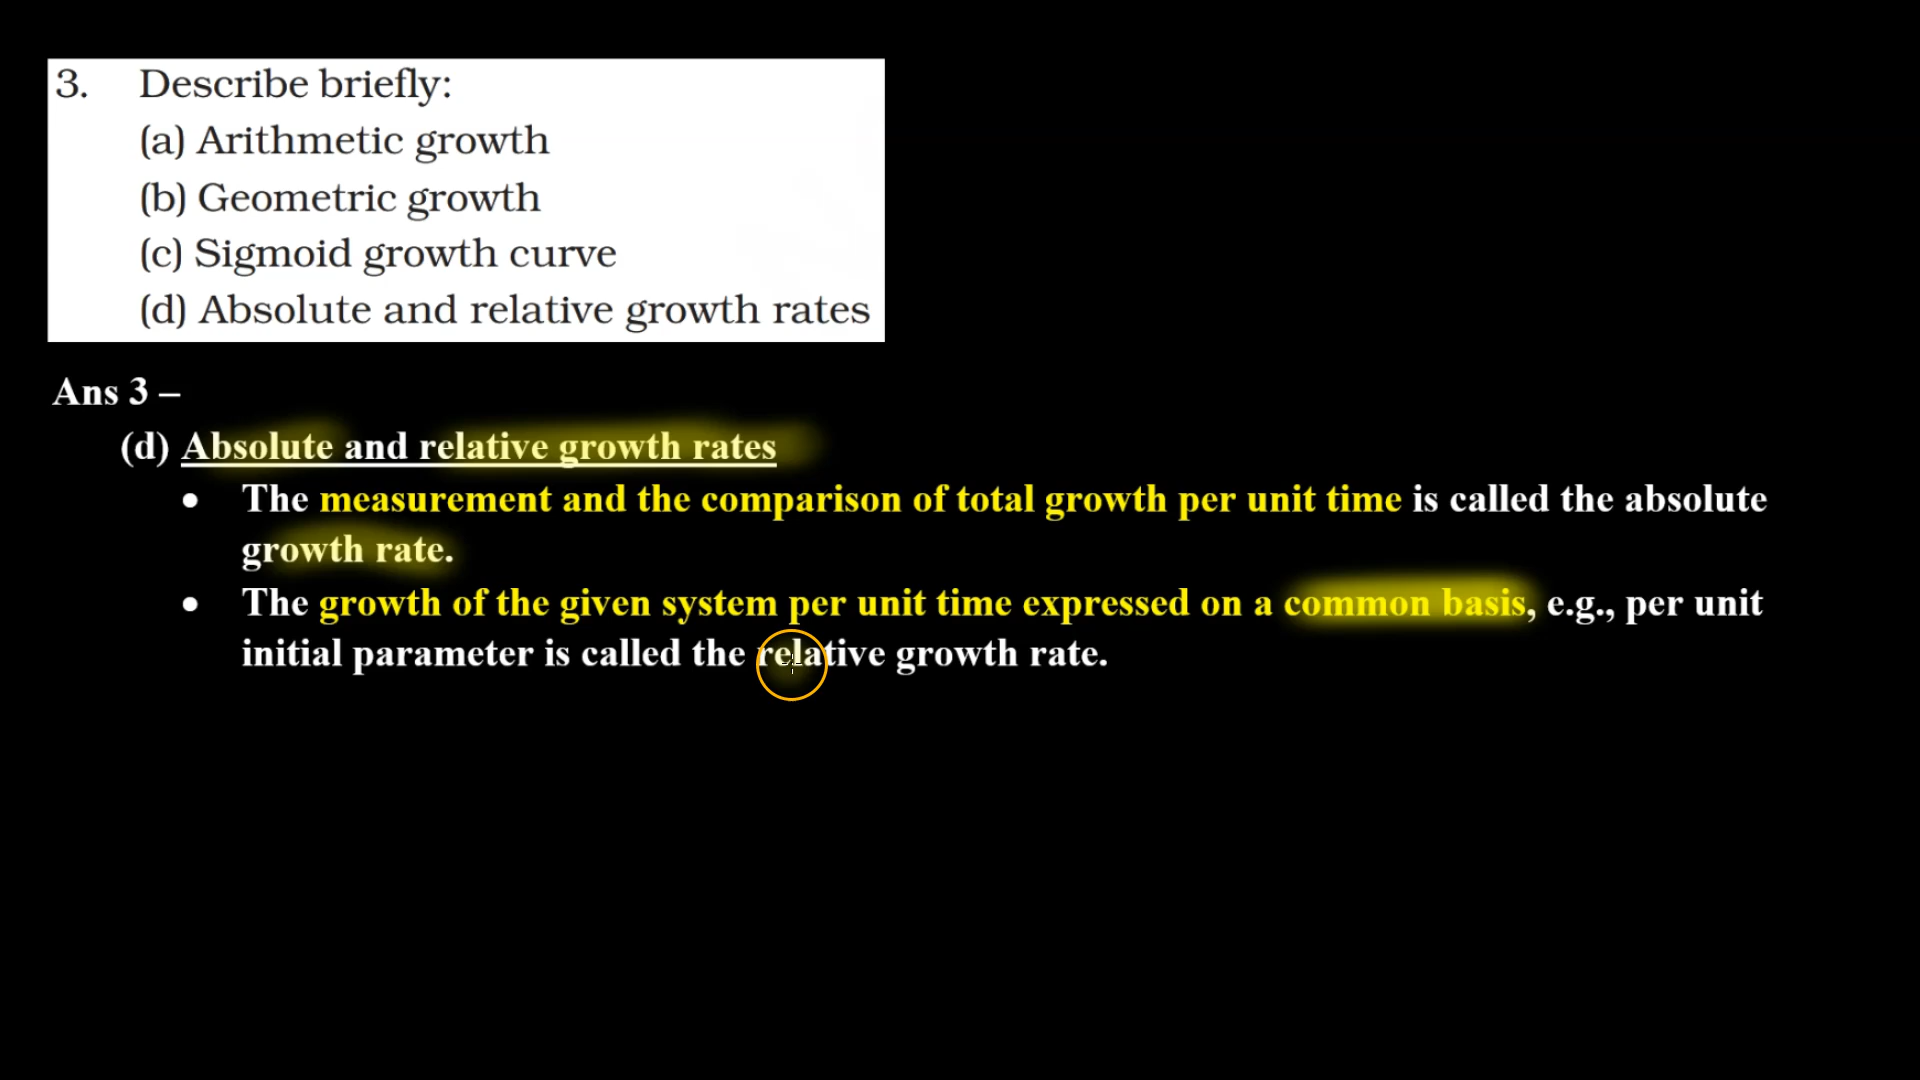 3. Describe briefly:
(a) Arithmetic growth
(b) Geometric growth
(c) Sigmoid growth curve
(d) Absolute and relative growth rates
Ans 3 –
(d) Absolute and relative growth rates
• The measurement and the comparison of total growth per unit time is called the absolute
growth rate.
• The growth of the given system per unit time expressed on a common basis, e.g., per unit
initial parameter is called the relative growth rate.